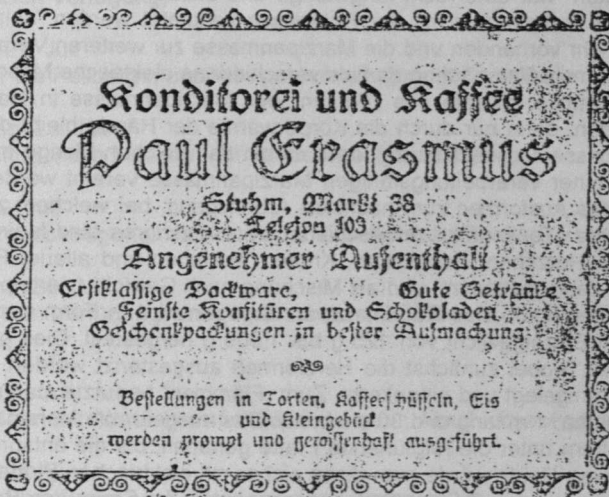 Konditorei und Kaffee
Paul Erasmus
Stuhm, Markt 38
Telefon 103
Angenehmer Aufenthalt
Erstklassige Backware, Gute Getränke
Feinste Konfitüren und Schokoladen
Geschenkpackungen in bester Aufmachung
Bestellungen in Torten, Kaffeeschüsseln, Eis
und Kleingebäck
werden prompt und gewissenhaft ausgeführt.